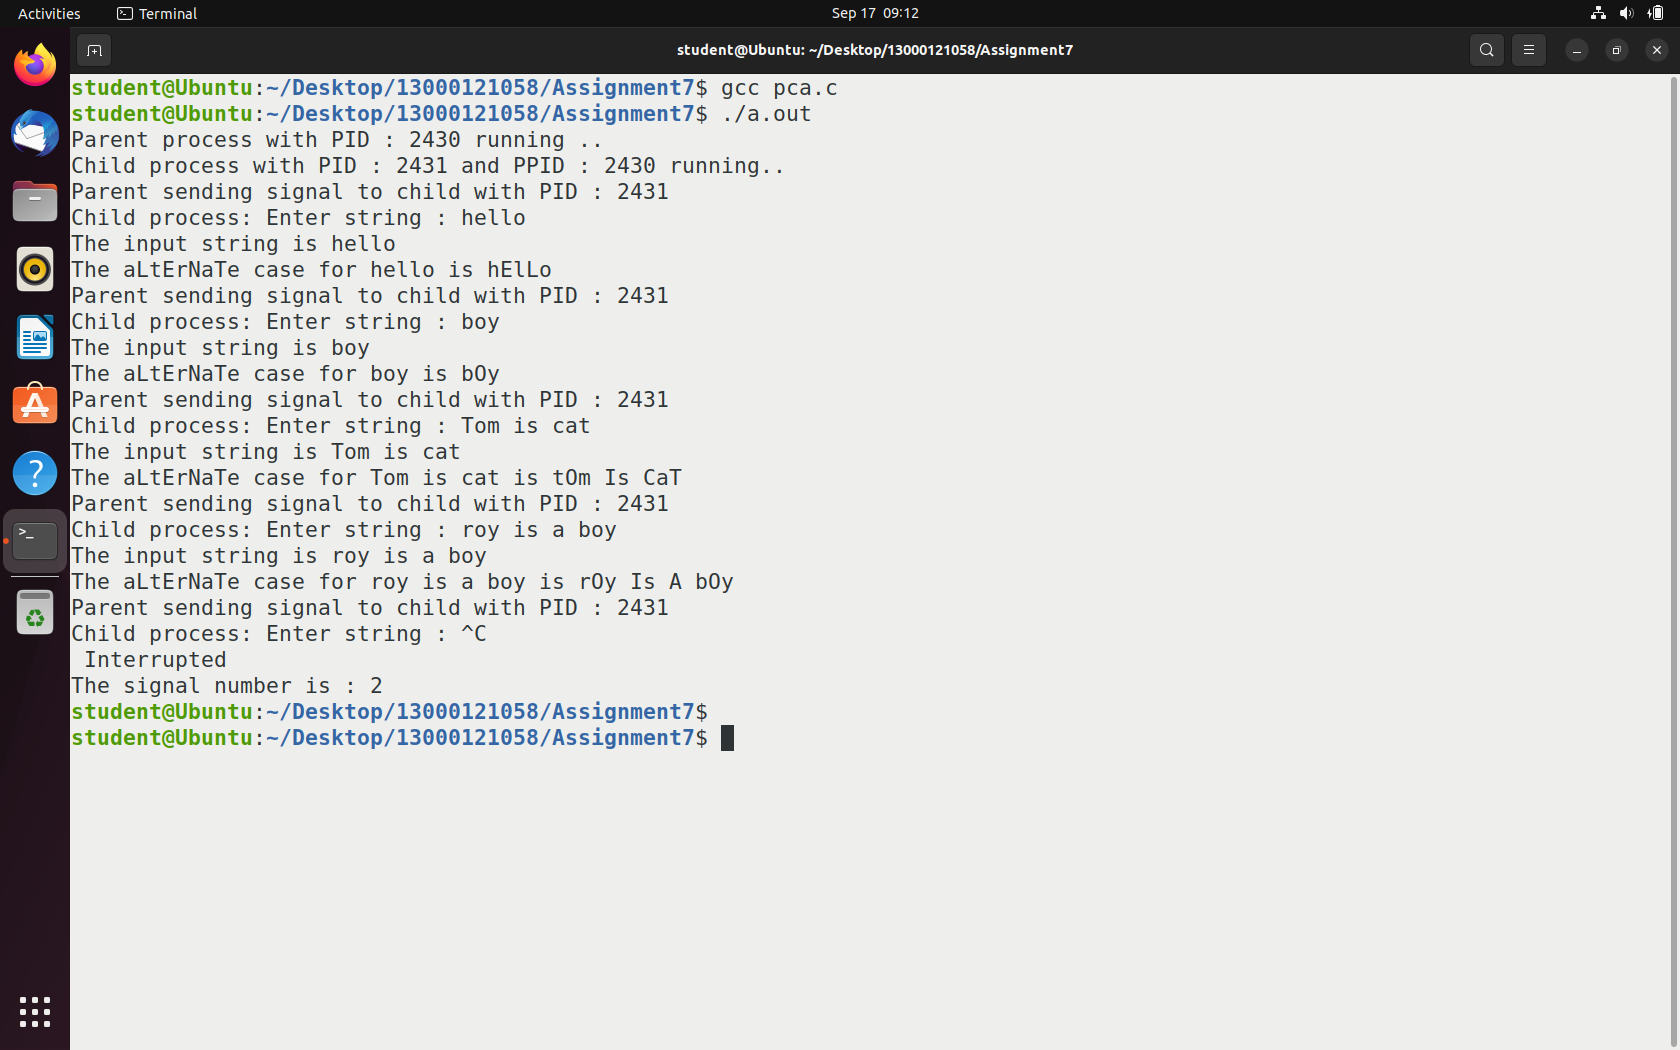 Activities
Terminal
Sep 17 09:12
student@Ubuntu: ~/Desktop/13000121058/Assignment7
student@Ubuntu:~/Desktop/13000121058/Assignment7$ gcc pca.c
student@Ubuntu:~/Desktop/13000121058/Assignment7$ ./a.out
Parent process with PID : 2430 running ..
Child process with PID : 2431 and PPID : 2430 running..
Parent sending signal to child with PID : 2431
Child process: Enter string : hello
The input string is hello
The aLtErNaTe case for hello is hElLo
Parent sending signal to child with PID : 2431
Child process: Enter string : boy
The input string is boy
The aLtErNaTe case for boy is bOy
Parent sending signal to child with PID : 2431
Child process: Enter string : Tom is cat
The input string is Tom is cat
The aLtErNaTe case for Tom is cat is tOm Is CaT
Parent sending signal to child with PID : 2431
Child process: Enter string : roy is a boy
The input string is roy is a boy
The aLtErNaTe case for roy is a boy is rOy Is A bOy
Parent sending signal to child with PID : 2431
Child process: Enter string : ^C
 Interrupted
The signal number is : 2
student@Ubuntu:~/Desktop/13000121058/Assignment7$
student@Ubuntu:~/Desktop/13000121058/Assignment7$